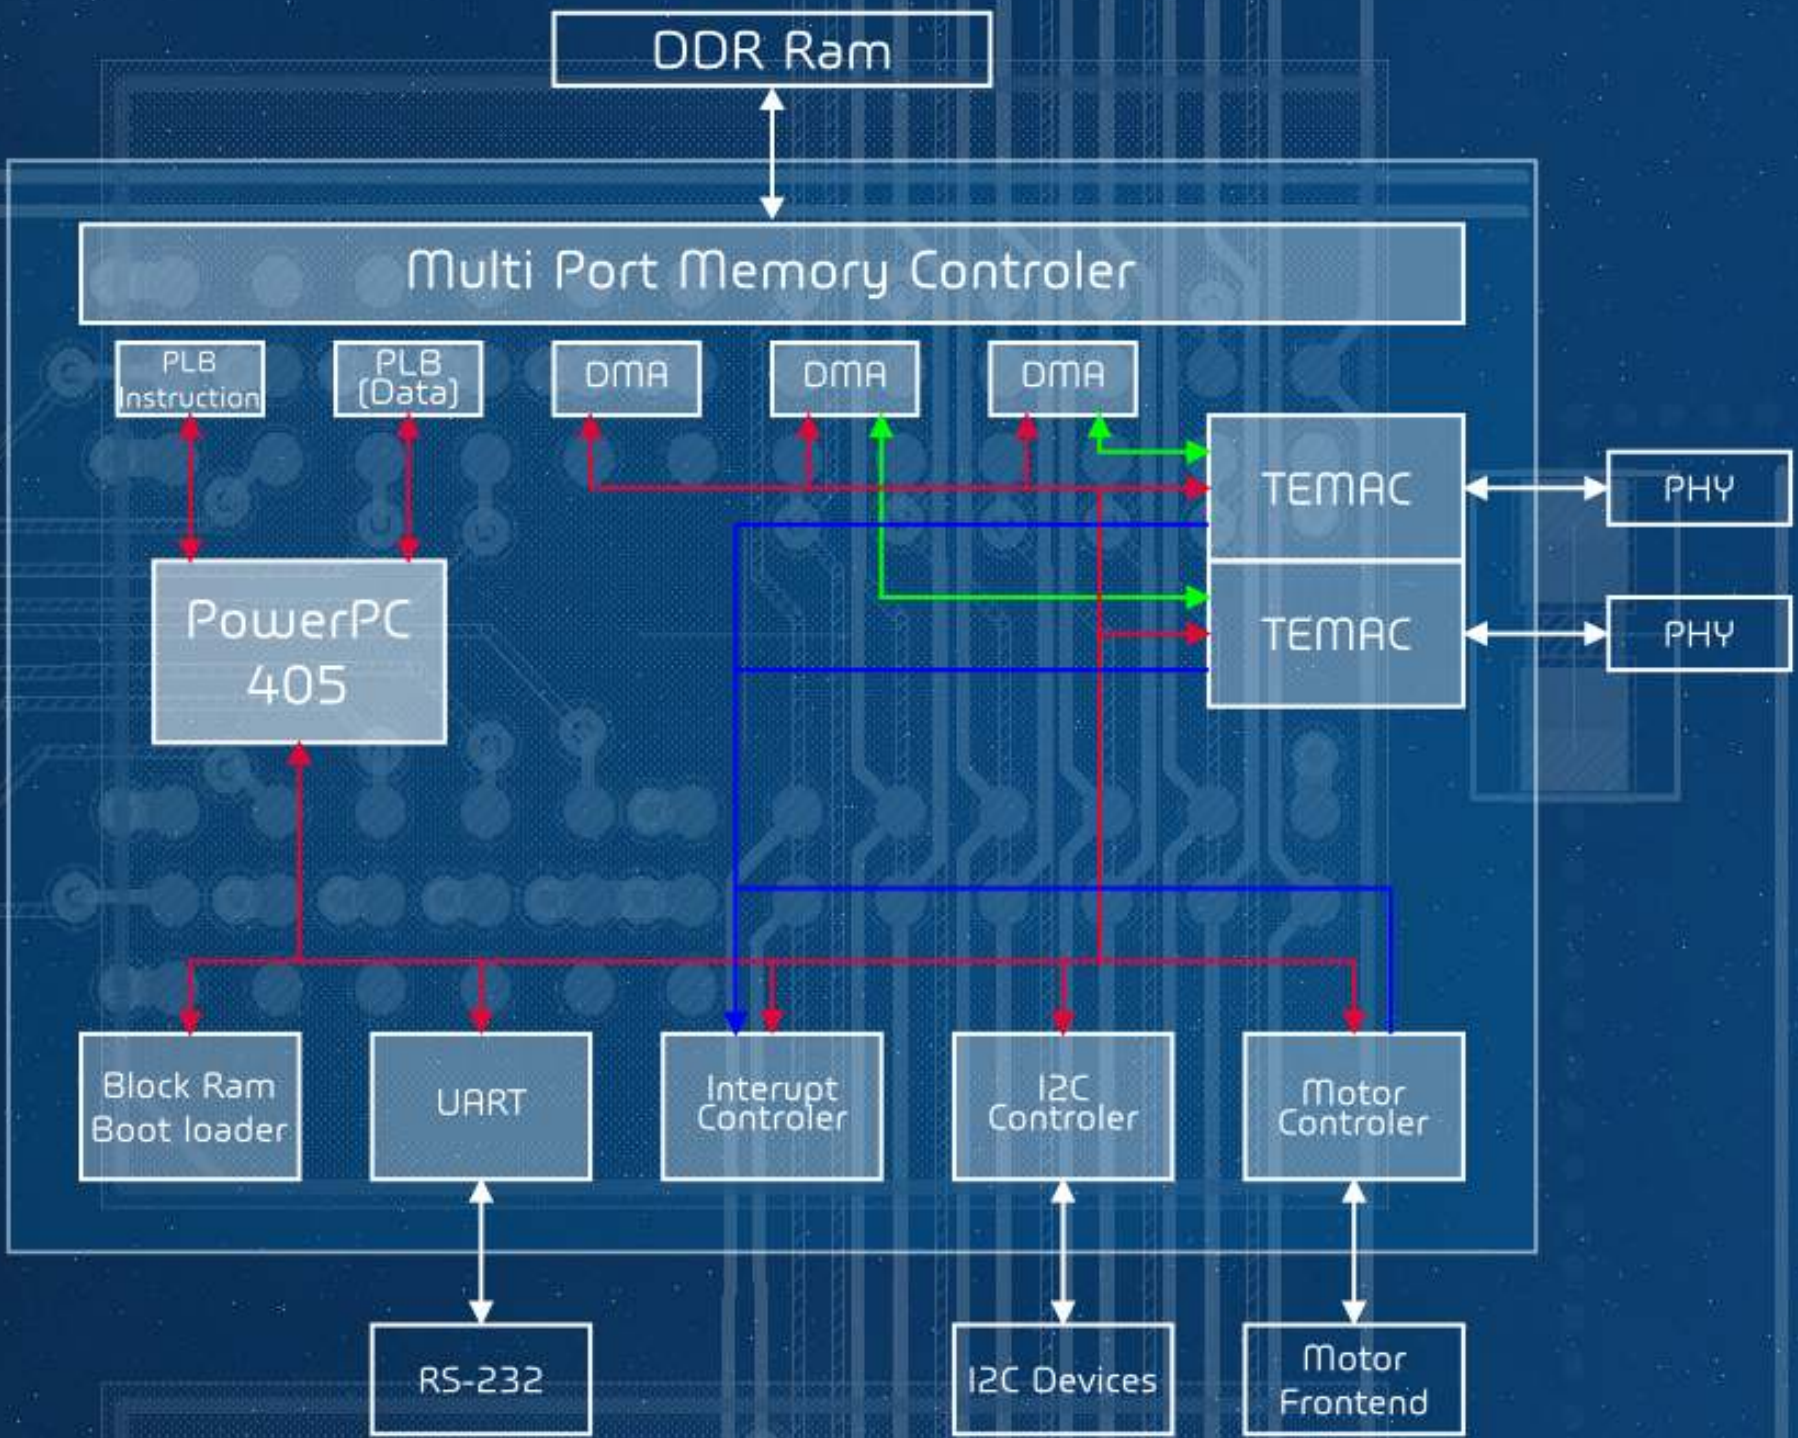 DDR Ram
Multi Port Memory Controler
PLB
Instruction
PLB
(Data)
DMA
DMA
DMA
TEMAC
PHY
PowerPC
405
TEMAC
PHY
Block Ram
Boot loader
UART
Interupt
Controler
I2C
Controler
Motor
Controler
RS-232
I2C Devices
Motor
Frontend